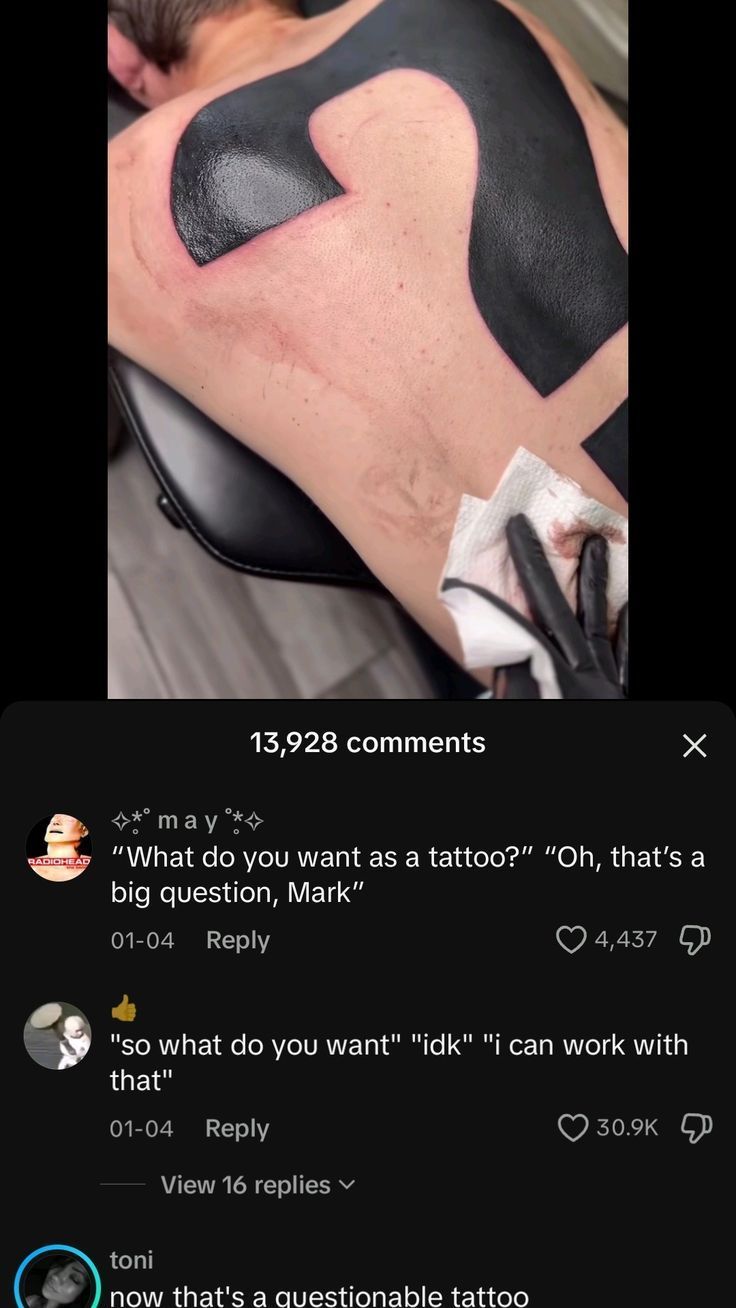 13,928 comments
RADIOHEAD
✧*̥˚ m a y *̥˚✧
“What do you want as a tattoo?” “Oh, that’s a
big question, Mark”
01-04 Reply 4,437
👍
"so what do you want" "idk" "i can work with
that"
01-04 Reply 30.9K
View 16 replies
toni
now that's a questionable tattoo